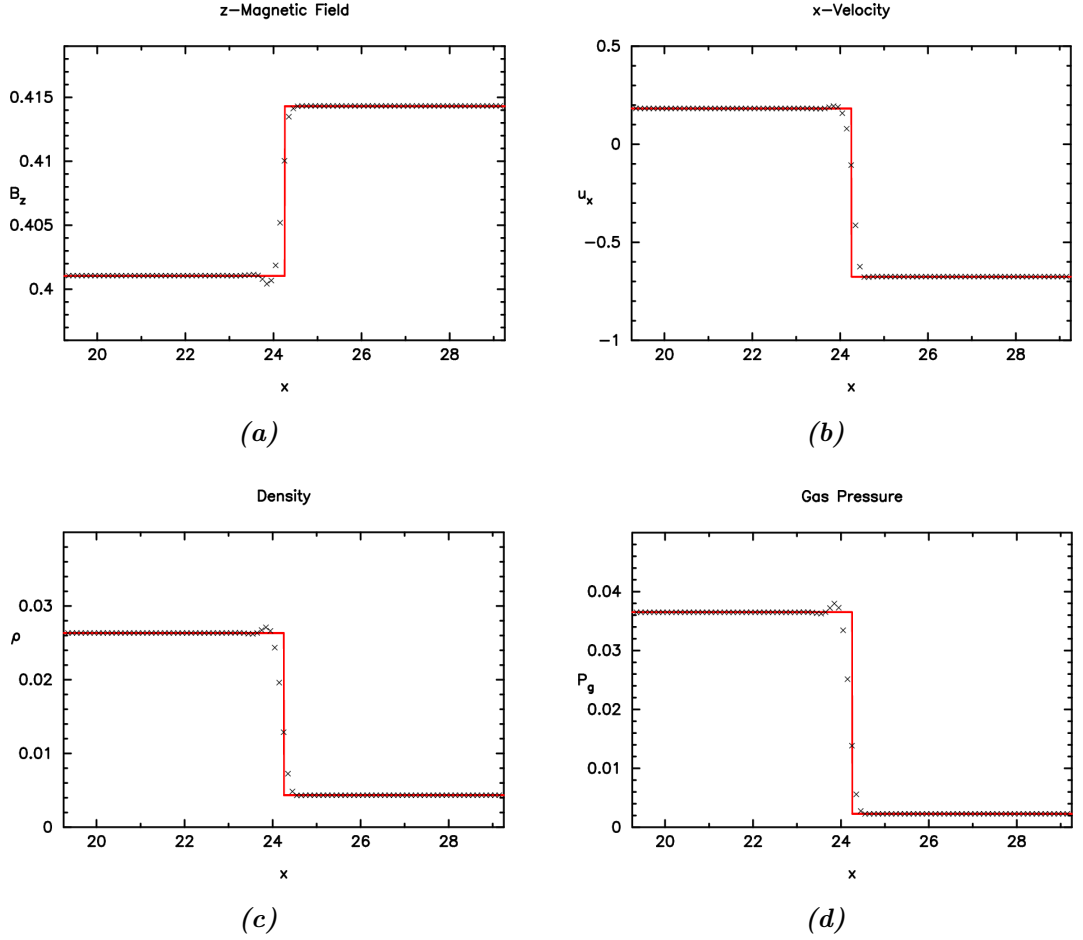 z-Magnetic Field
x-Velocity
0.415
0.41
B_z
0.405
0.4
20 22 24 26 28
x
(a)
0.5
0
u_x
-0.5
-1
20 22 24 26 28
x
(b)
Density
0.03
ρ
0.02
0.01
0
20 22 24 26 28
x
(c)
Gas Pressure
0.04
0.03
P_g
0.02
0.01
0
20 22 24 26 28
x
(d)